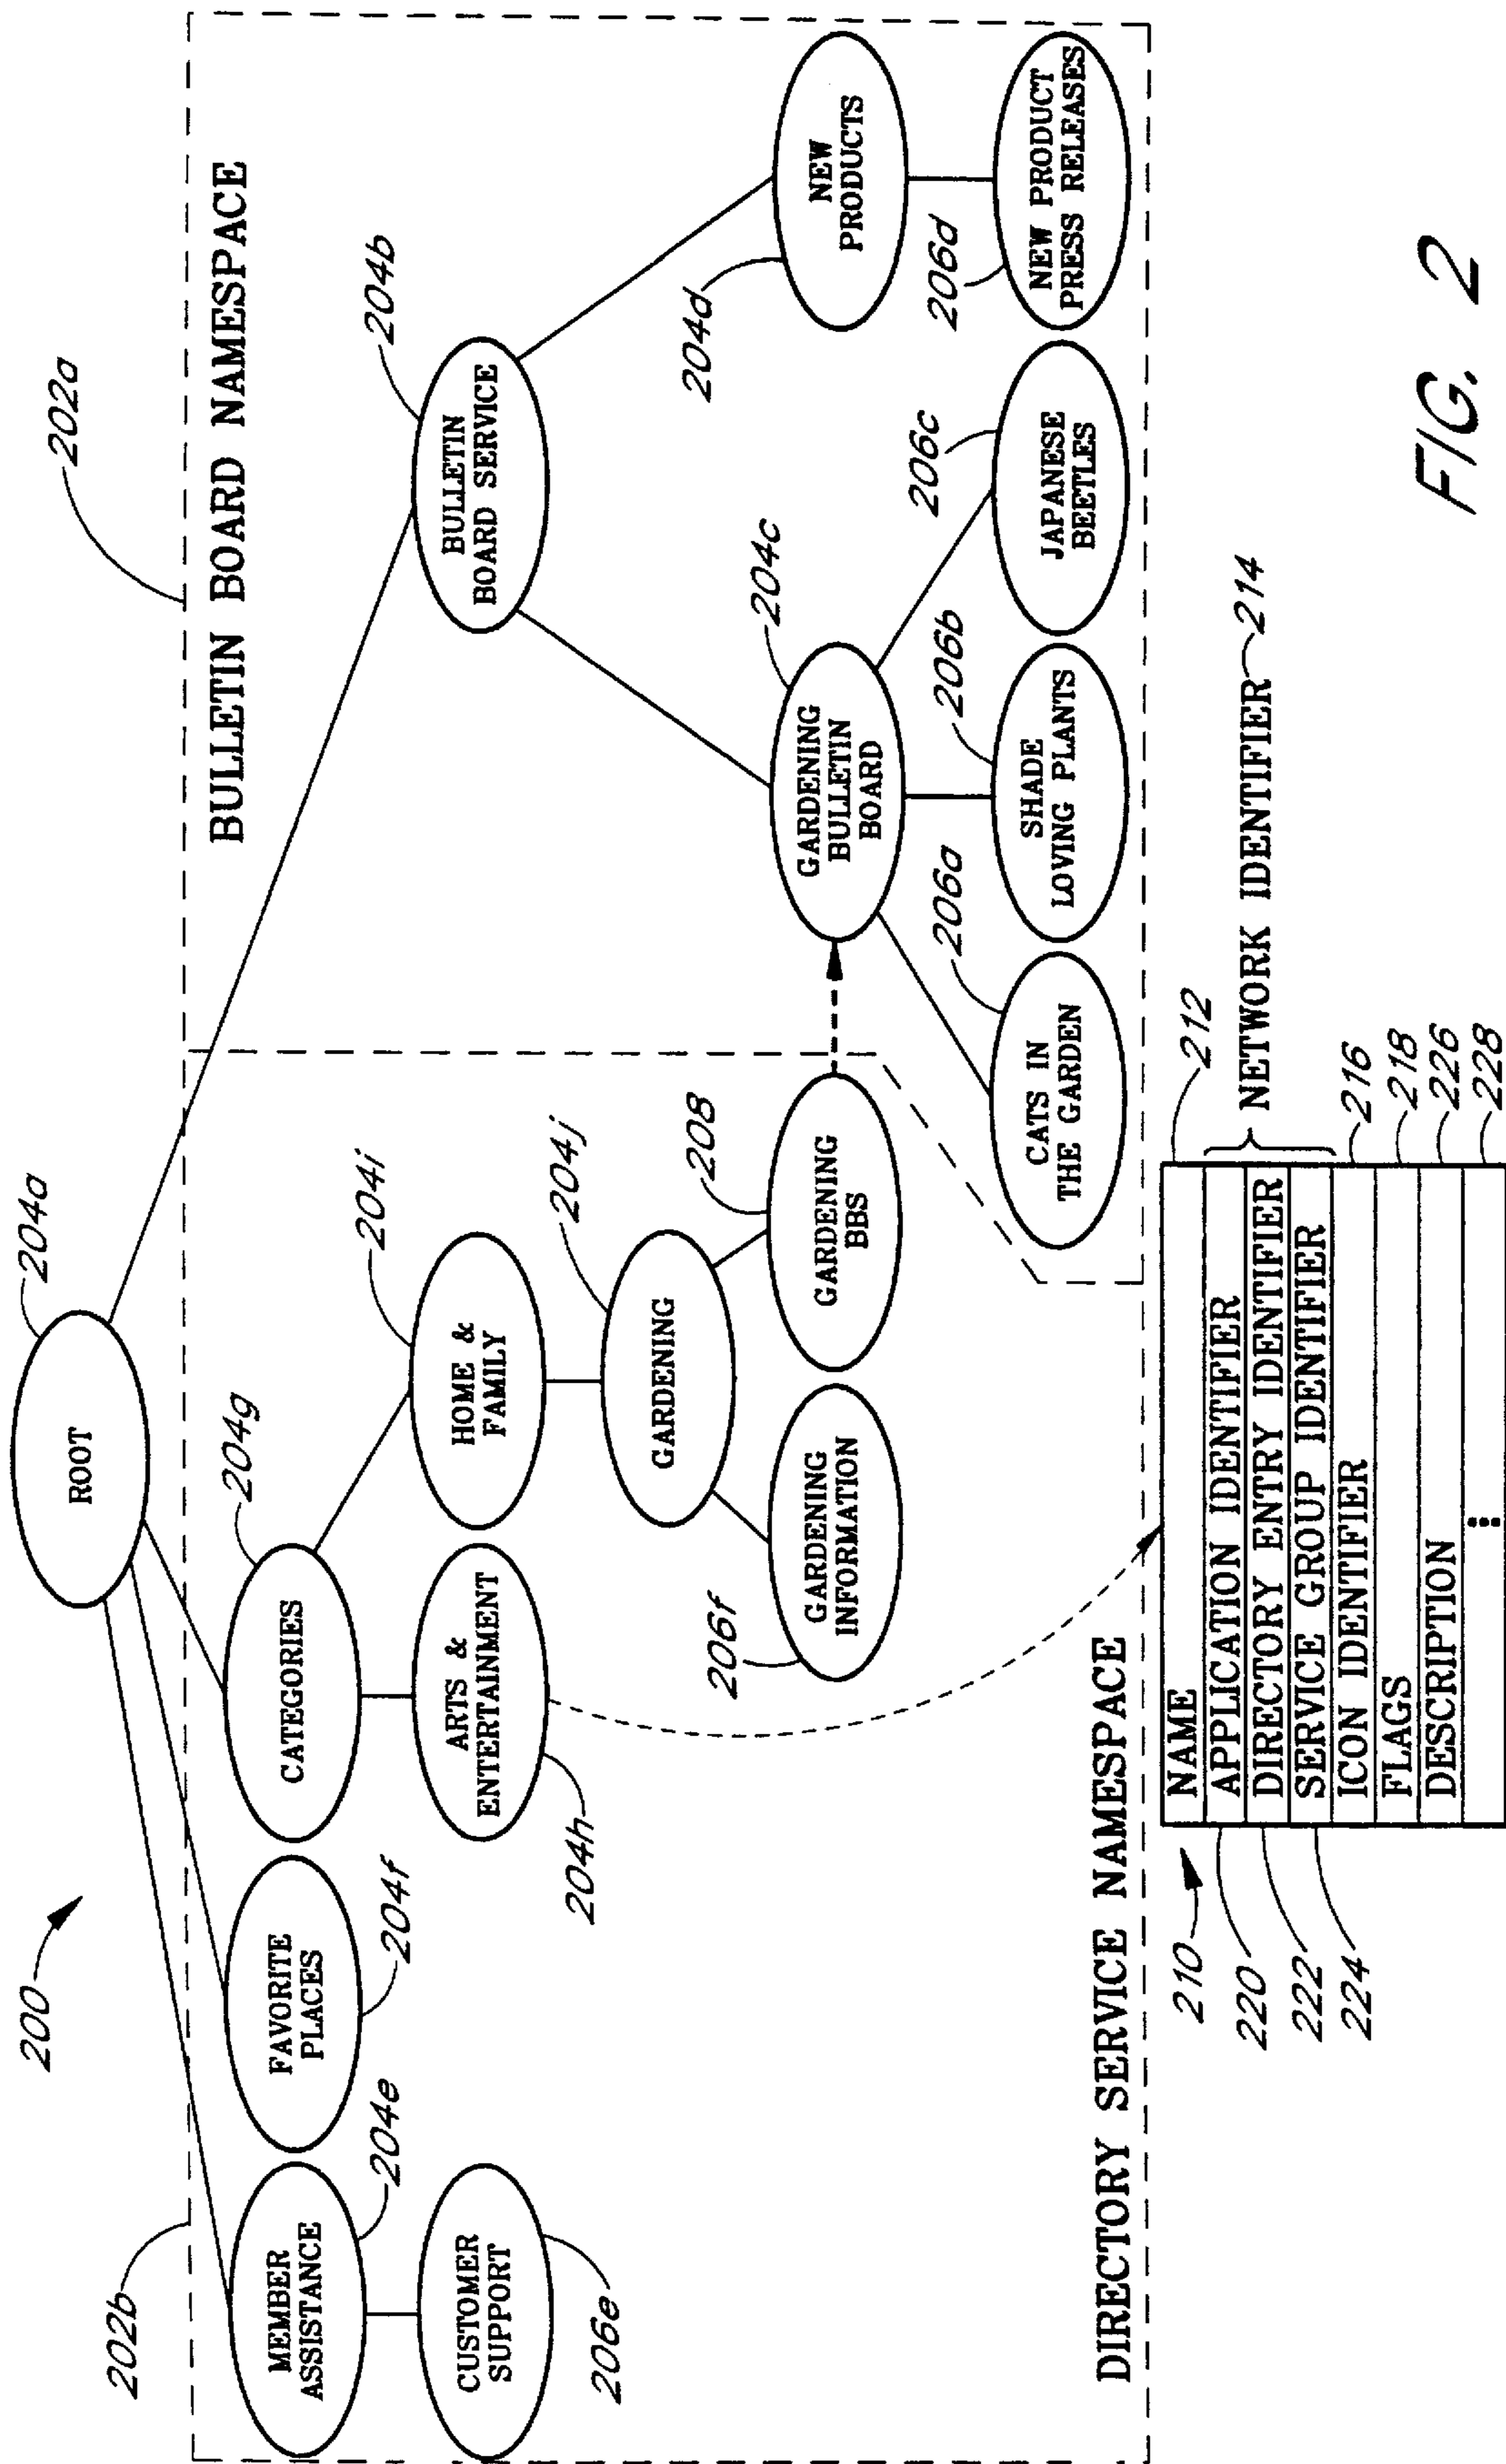 200
ROOT
204a
202a
202b
BULLETIN BOARD NAMESPACE
MEMBER
ASSISTANCE
204e
FAVORITE
PLACES
204f
CATEGORIES
204g
CUSTOMER
SUPPORT
206e
ARTS &
ENTERTAINMENT
204h
HOME &
FAMILY
204i
BULLETIN
BOARD SERVICE
204b
GARDENING
204j
GARDENING
INFORMATION
206f
GARDENING
BBS
208
GARDENING
BULLETIN
BOARD
204c
NEW
PRODUCTS
204d
CATS IN
THE GARDEN
206a
SHADE
LOVING PLANTS
206b
JAPANESE
BEETLES
206c
NEW PRODUCT
PRESS RELEASES
206d
DIRECTORY SERVICE NAMESPACE
210
NAME
212
220
APPLICATION IDENTIFIER
222
DIRECTORY ENTRY IDENTIFIER
NETWORK IDENTIFIER 214
224
SERVICE GROUP IDENTIFIER
ICON IDENTIFIER
216
FLAGS
218
DESCRIPTION
226
228
FIG. 2